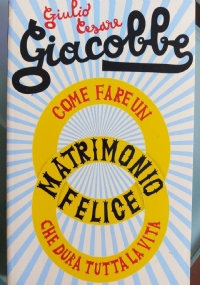 Giulio
Cesare
Giacobbe
COME FARE UN
MATRIMONIO
FELICE
CHE DURA TUTTA LA VITA